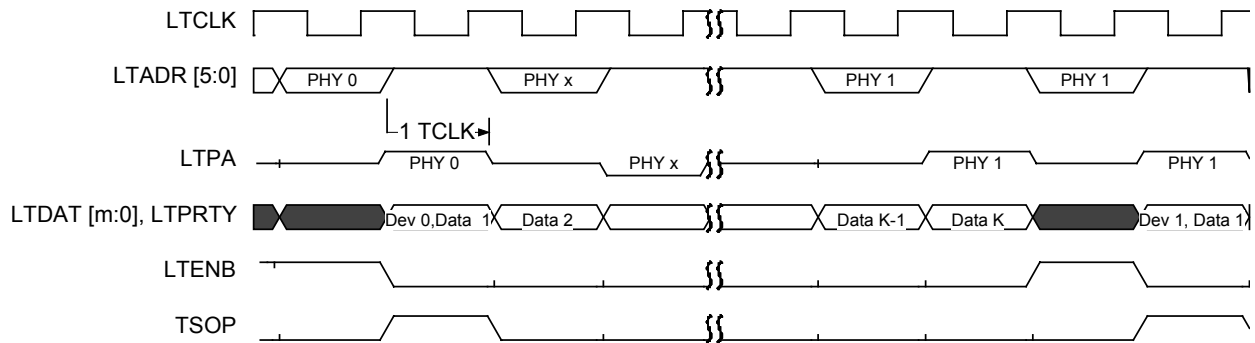 LTCLK
LTADR [5:0]
PHY 0
PHY x
PHY 1
PHY 1
1 TCLK
LTPA
PHY 0
PHY x
PHY 1
PHY 1
LTDAT [m:0], LTPRTY
Dev 0,Data 1
Data 2
Data K-1
Data K
Dev 1, Data 1
LTENB
TSOP